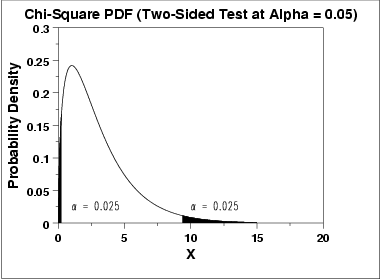 Chi-Square PDF (Two-Sided Test at Alpha = 0.05)
0.3
0.25
0.2
0.15
0.1
0.05
0
Probability Density
α = 0.025
α = 0.025
0
5
10
15
20
X